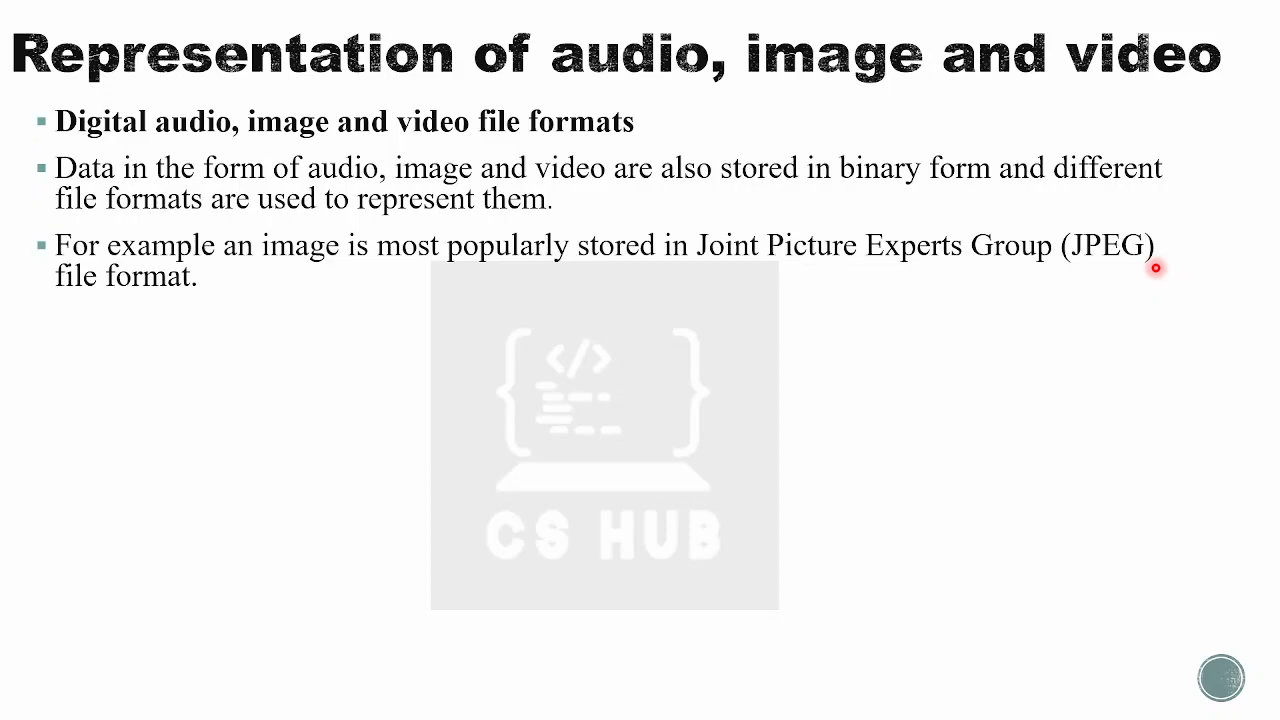 Representation of audio, image and video
Digital audio, image and video file formats
Data in the form of audio, image and video are also stored in binary form and different
file formats are used to represent them.
For example an image is most popularly stored in Joint Picture Experts Group (JPEG)
file format.
</>
CS HUB